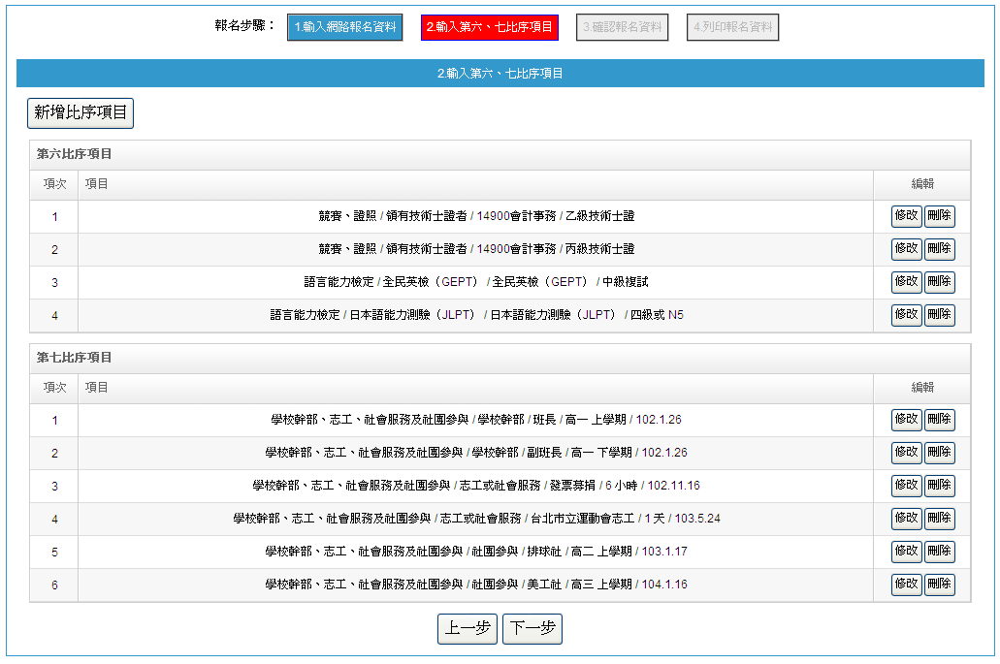 報名步驟： 1.輸入網路報名資料 2.輸入第六、七比序項目 3.確認報名資料 4.列印報名資料
2.輸入第六、七比序項目
新增比序項目
第六比序項目
項次 項目 編輯
1 競賽、證照 / 領有技術士證者 / 14900會計事務 / 乙級技術士證 修改 刪除
2 競賽、證照 / 領有技術士證者 / 14900會計事務 / 丙級技術士證 修改 刪除
3 語言能力檢定 / 全民英檢（GEPT） / 全民英檢（GEPT） / 中級複試 修改 刪除
4 語言能力檢定 / 日本語能力測驗（JLPT） / 日本語能力測驗（JLPT） / 四級或 N5 修改 刪除
第七比序項目
項次 項目 編輯
1 學校幹部、志工、社會服務及社團參與 / 學校幹部 / 班長 / 高一 上學期 / 102.1.26 修改 刪除
2 學校幹部、志工、社會服務及社團參與 / 學校幹部 / 副班長 / 高一 下學期 / 102.1.26 修改 刪除
3 學校幹部、志工、社會服務及社團參與 / 志工或社會服務 / 發票募捐 / 6 小時 / 102.11.16 修改 刪除
4 學校幹部、志工、社會服務及社團參與 / 志工或社會服務 / 台北市立運動會志工 / 1 天 / 103.5.24 修改 刪除
5 學校幹部、志工、社會服務及社團參與 / 社團參與 / 排球社 / 高二 上學期 / 103.1.17 修改 刪除
6 學校幹部、志工、社會服務及社團參與 / 社團參與 / 美工社 / 高三 上學期 / 104.1.16 修改 刪除
上一步 下一步